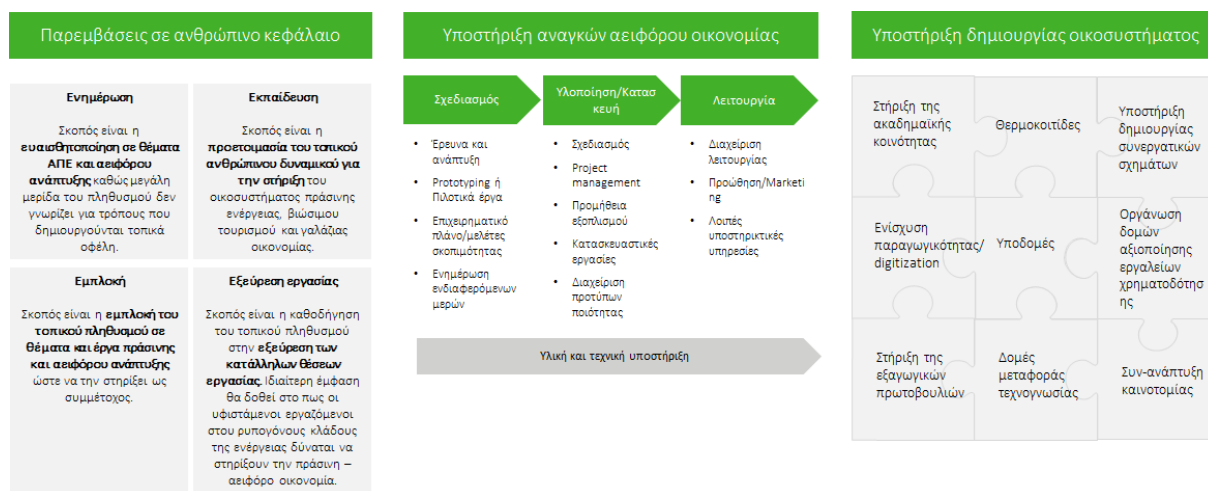 Παρεμβάσεις σε ανθρώπινο κεφάλαιο
Ενημέρωση
Σκοπός είναι η
ευαισθητοποίηση σε θέματα
ΑΠΕ και αειφόρου
ανάπτυξης καθώς μεγάλη
μερίδα του πληθυσμού δεν
γνωρίζει για τρόπους που
δημιουργούνται τοπικά
οφέλη.
Εκπαίδευση
Σκοπός είναι η
προετοιμασία του τοπικού
ανθρώπινου δυναμικού για
την στήριξη του
οικοσυστήματος πράσινης
ενέργειας, βιώσιμου
τουρισμού και γαλάζιας
οικονομίας.
Εμπλοκή
Σκοπός είναι η εμπλοκή του
τοπικού πληθυσμού σε
θέματα και έργα πράσινης
και αειφόρου ανάπτυξης
ώστε να την στηρίξει ως
συμμέτοχος.
Εξεύρεση εργασίας
Σκοπός είναι η καθοδήγηση
του τοπικού πληθυσμού
στην εξεύρεση των
κατάλληλων θέσεων
εργασίας. Ιδιαίτερη έμφαση
θα δοθεί στο πως οι
υφιστάμενοι εργαζόμενοι
στου ρυπογόνους κλάδους
της ενέργειας δύναται να
στηρίξουν την πράσινη –
αειφόρο οικονομία.
Υποστήριξη αναγκών αειφόρου οικονομίας
Σχεδιασμός
• Έρευνα και
ανάπτυξη
• Prototyping ή
Πιλοτικά έργα
• Επιχειρηματικό
πλάνο/μελέτες
σκοπιμότητας
• Ενημέρωση
ενδιαφερόμενων
μερών
Υλοποίηση/Κατασ
κευή
• Σχεδιασμός
• Project
management
• Προμήθεια
εξοπλισμού
• Κατασκευαστικές
εργασίες
• Διαχείριση
προτύπων
ποιότητας
Λειτουργία
• Διαχείριση
λειτουργίας
• Προώθηση/Marketi
ng
• Λοιπές
υποστηρικτικές
υπηρεσίες
Υλική και τεχνική υποστήριξη
Υποστήριξη δημιουργίας οικοσυστήματος
Στήριξη της
ακαδημαϊκής
κοινότητας
Θερμοκοιτίδες
Υποστήριξη
δημιουργίας
συνεργατικών
σχημάτων
Ενίσχυση
παραγωγικότητας/
digitization
Υποδομές
Οργάνωση
δομών
αξιοποίησης
εργαλείων
χρηματοδότησ
ης
Στήριξη της
εξαγωγικών
πρωτοβουλιών
Δομές
μεταφοράς
τεχνογνωσίας
Συν-ανάπτυξη
καινοτομίας